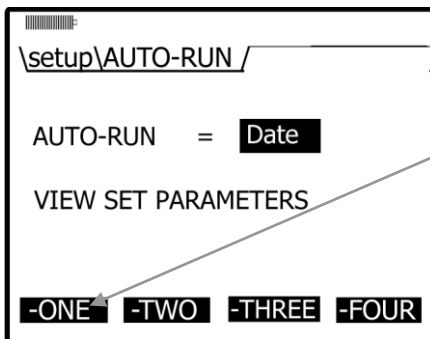 \setup\AUTO-RUN /
AUTO-RUN = Date
VIEW SET PARAMETERS
-ONE -TWO -THREE -FOUR